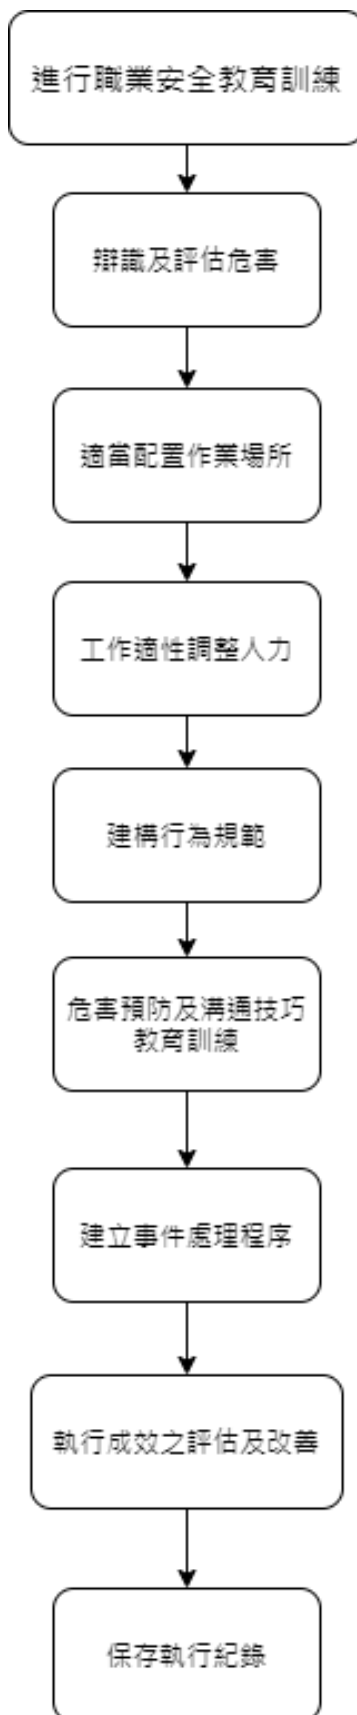 進行職業安全教育訓練
辯識及評估危害
適當配置作業場所
工作適性調整人力
建構行為規範
危害預防及溝通技巧
教育訓練
建立事件處理程序
執行成效之評估及改善
保存執行紀錄